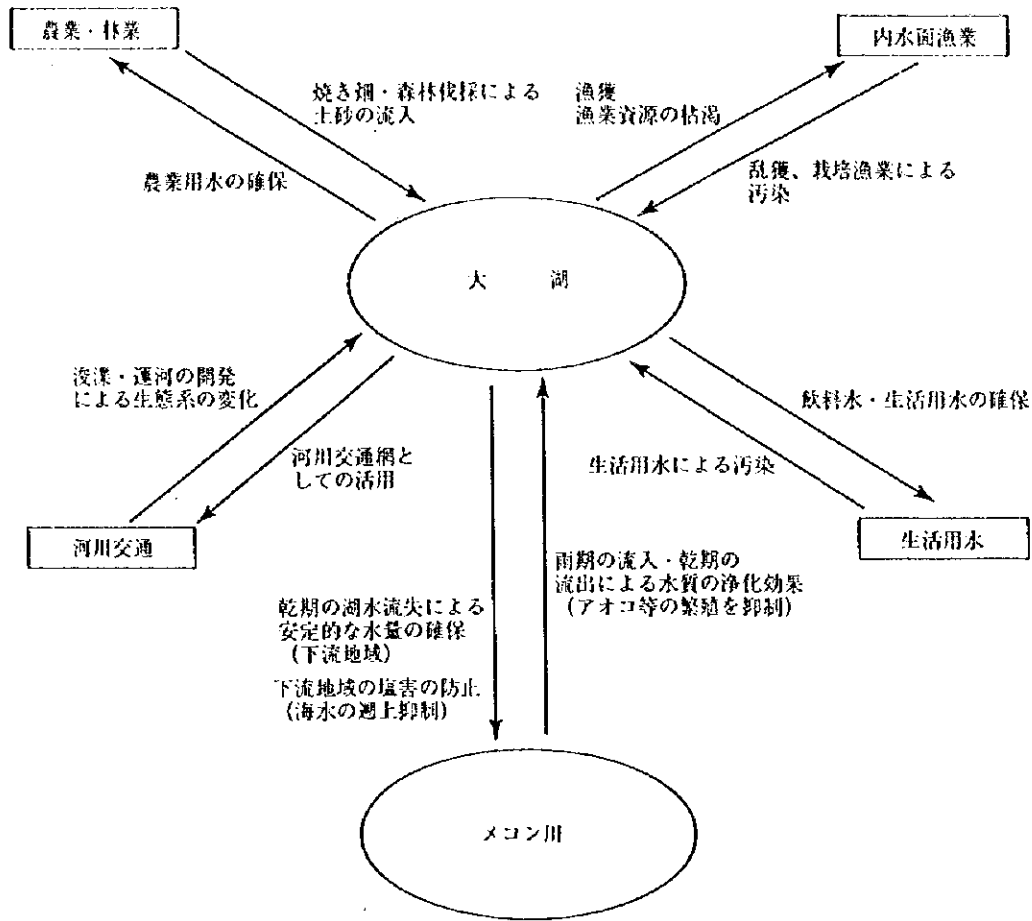 農業・林業
内水面漁業
焼き畑・森林伐採による
土砂の流入
漁獲
漁業資源の枯渇
農業用水の確保
乱獲、栽培漁業による
汚染
大　湖
浚渫・運河の開発
による生態系の変化
飲料水・生活用水の確保
河川交通網と
しての活用
生活用水による汚染
河川交通
生活用水
雨期の流入・乾期の
流出による水質の浄化効果
（アオコ等の繁殖を抑制）
乾期の湖水流失による
安定的な水量の確保
（下流地域）
下流地域の塩害の防止
（海水の遡上抑制）
メコン川